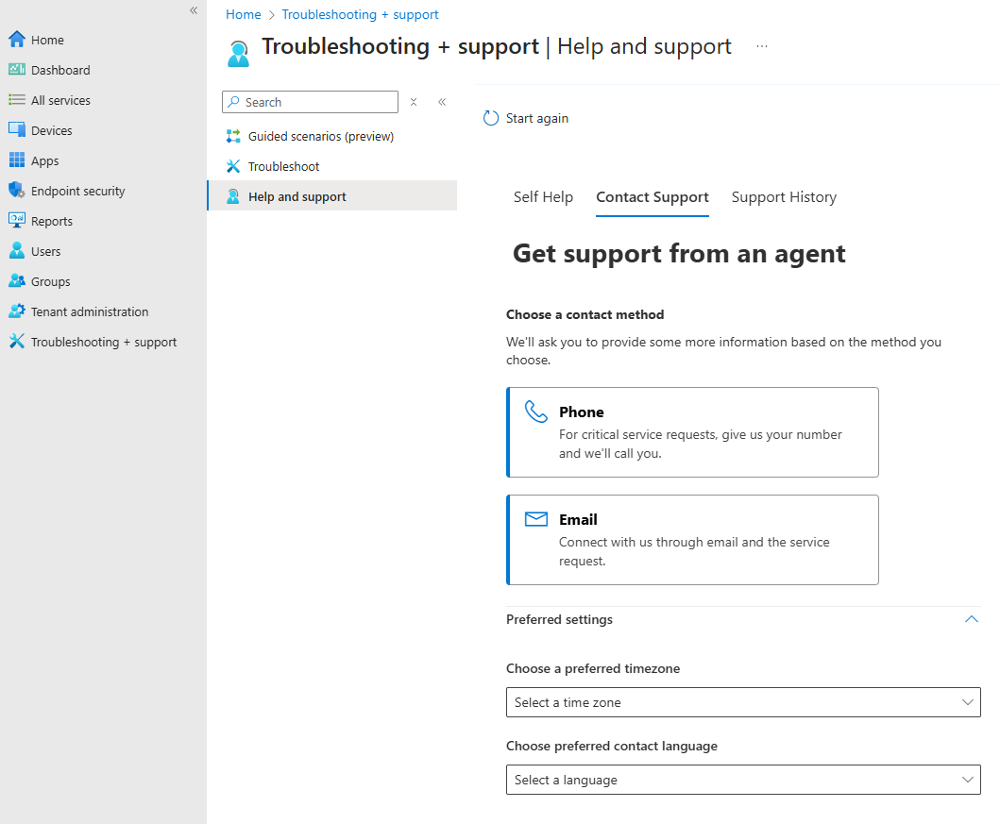 Home
Dashboard
All services
Devices
Apps
Endpoint security
Reports
Users
Groups
Tenant administration
Troubleshooting + support
Home > Troubleshooting + support
Troubleshooting + support | Help and support ...
Search
Guided scenarios (preview)
Troubleshoot
Help and support
Start again
Self Help Contact Support Support History
Get support from an agent
Choose a contact method
We'll ask you to provide some more information based on the method you
choose.
Phone
For critical service requests, give us your number
and we'll call you.
Email
Connect with us through email and the service
request.
Preferred settings
Choose a preferred timezone
Select a time zone
Choose preferred contact language
Select a language